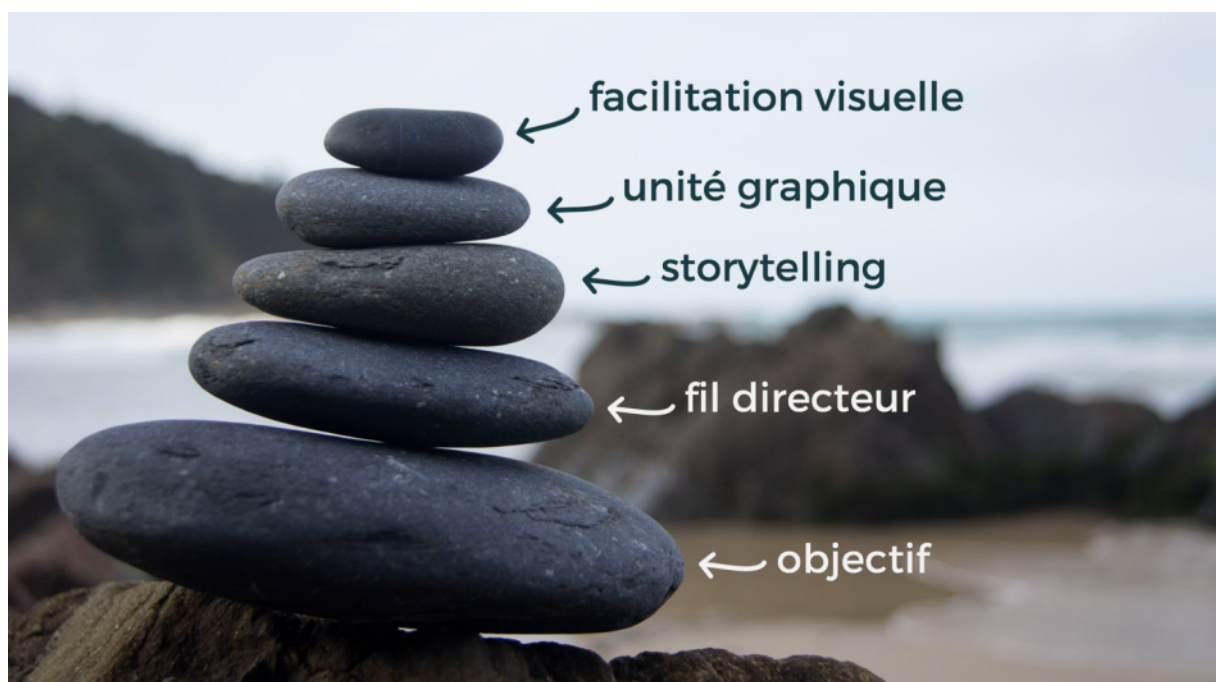 facilitation visuelle
unité graphique
storytelling
fil directeur
objectif